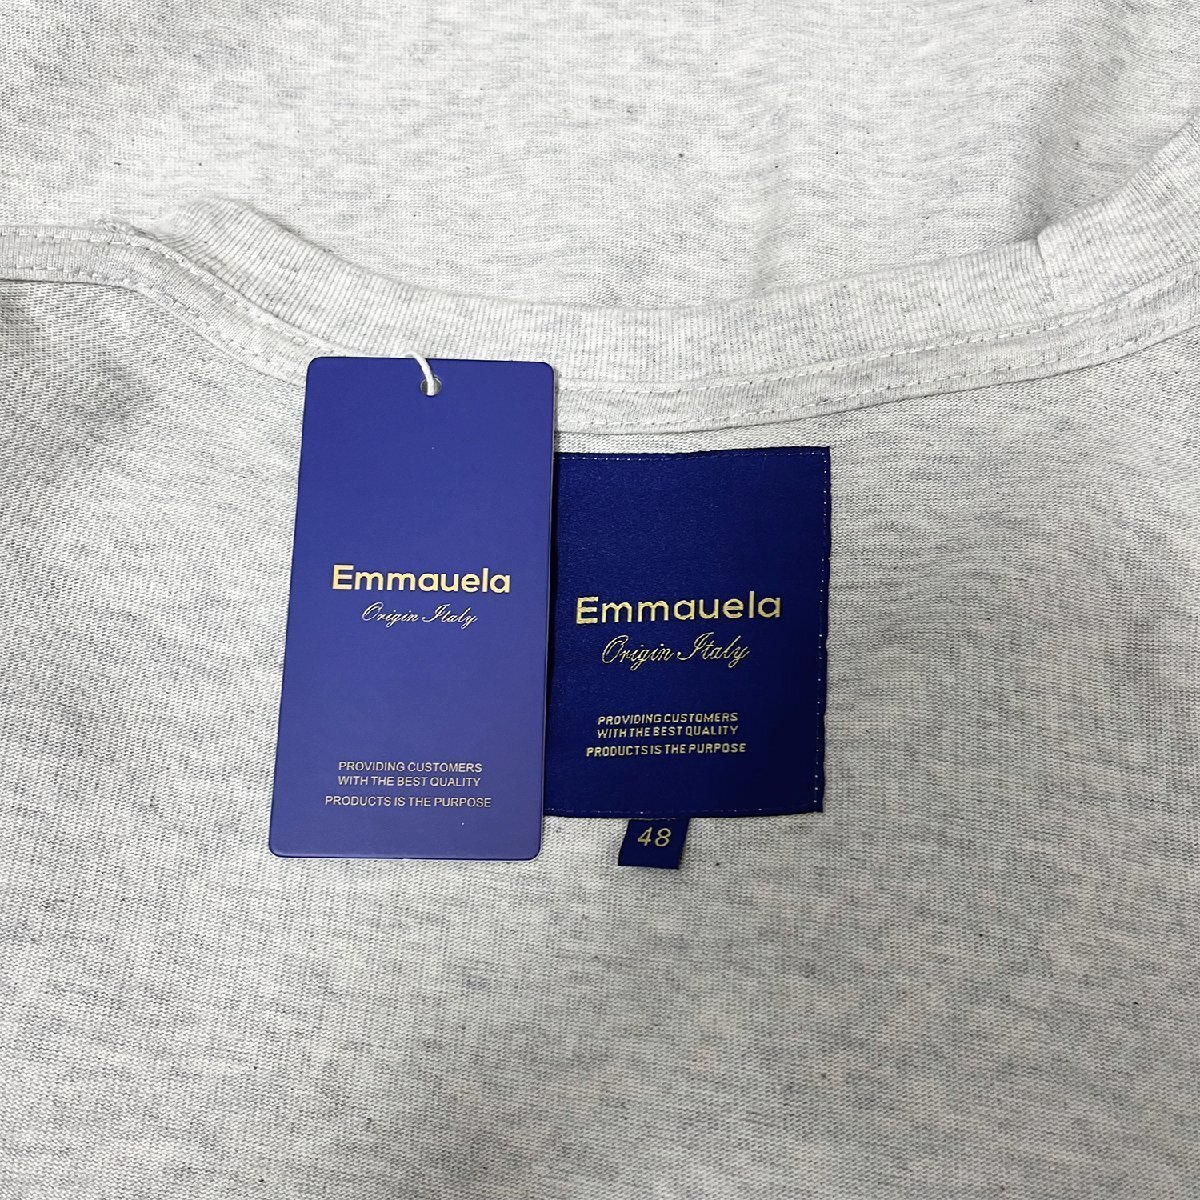 Emmauela
Origin Italy
PROVIDING CUSTOMERS
WITH THE BEST QUALITY
PRODUCTS IS THE PURPOSE
Emmauela
Origin Italy
PROVIDING CUSTOMERS
WITH THE BEST QUALITY
PRODUCTS IS THE PURPOSE
48